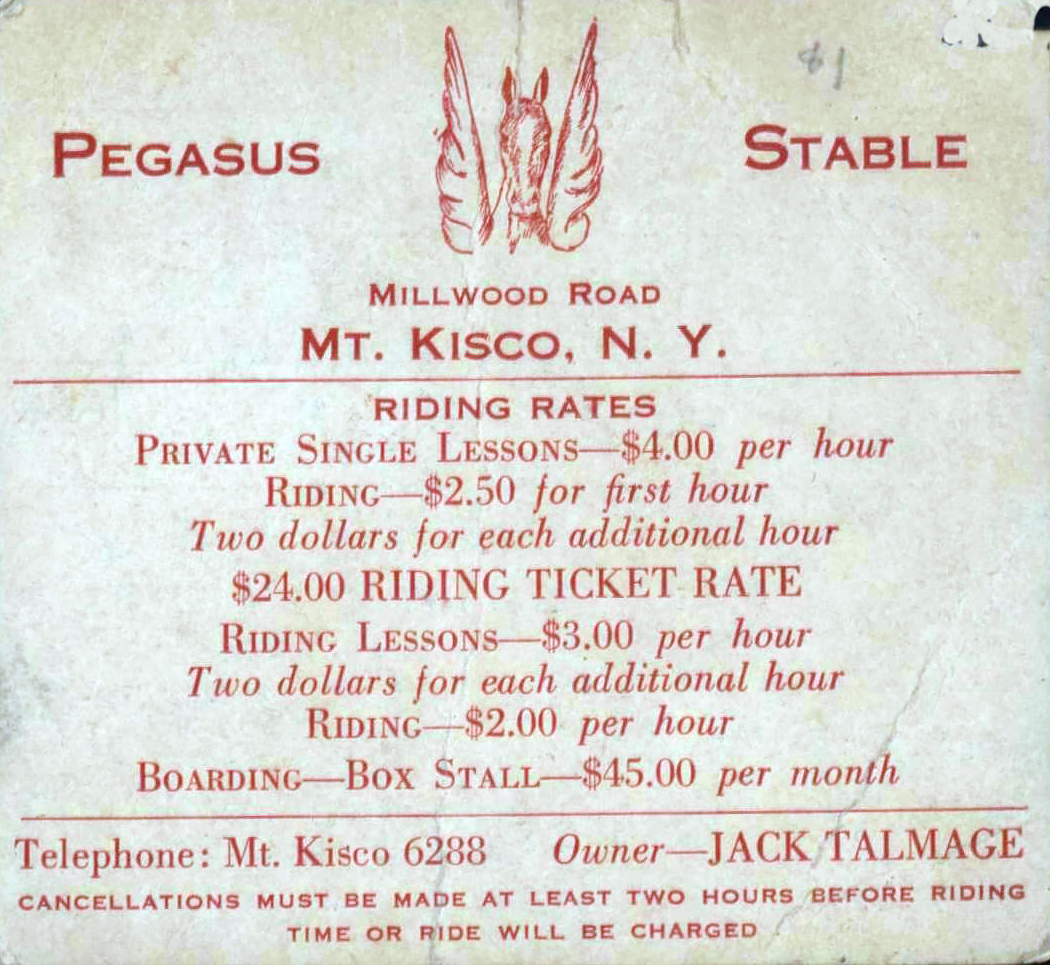 $1
PEGASUS STABLE
MILLWOOD ROAD
MT. KISCO, N. Y.
RIDING RATES
PRIVATE SINGLE LESSONS—$4.00 per hour
RIDING—$2.50 for first hour
Two dollars for each additional hour
$24.00 RIDING TICKET RATE
RIDING LESSONS—$3.00 per hour
Two dollars for each additional hour
RIDING—$2.00 per hour
BOARDING—BOX STALL—$45.00 per month
Telephone: Mt. Kisco 6288 Owner—JACK TALMAGE
CANCELLATIONS MUST BE MADE AT LEAST TWO HOURS BEFORE RIDING
TIME OR RIDE WILL BE CHARGED